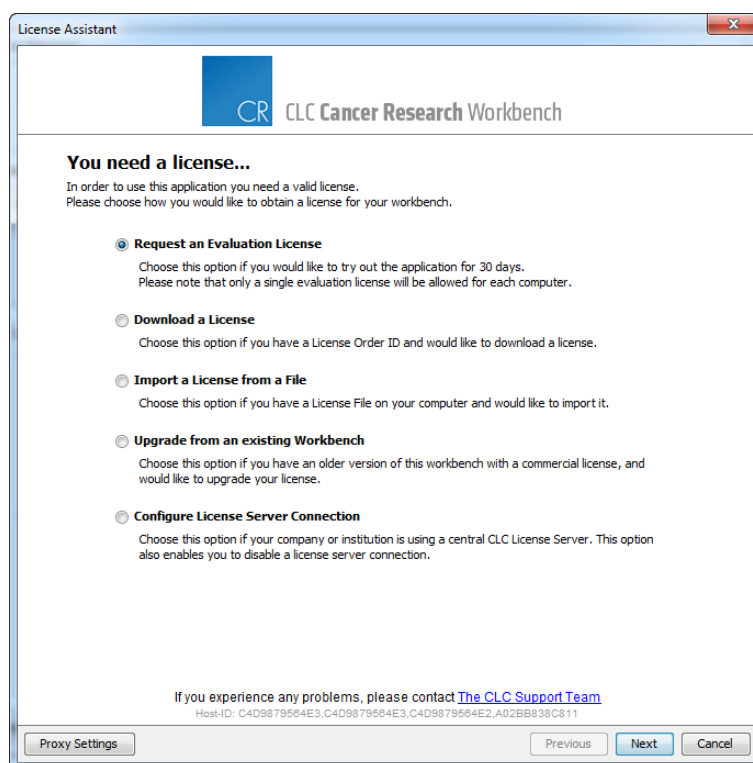 License Assistant
CR
CLC Cancer Research Workbench
You need a license...
In order to use this application you need a valid license.
Please choose how you would like to obtain a license for your workbench.
Request an Evaluation License
Choose this option if you would like to try out the application for 30 days.
Please note that only a single evaluation license will be allowed for each computer.
Download a License
Choose this option if you have a License Order ID and would like to download a license.
Import a License from a File
Choose this option if you have a License File on your computer and would like to import it.
Upgrade from an existing Workbench
Choose this option if you have an older version of this workbench with a commercial license, and
would like to upgrade your license.
Configure License Server Connection
Choose this option if your company or institution is using a central CLC License Server. This option
also enables you to disable a license server connection.
If you experience any problems, please contact The CLC Support Team
Host-ID: C4D9879564E3,C4D9879564E3,C4D9879564E2,A02BB838C811
Proxy Settings
Previous
Next
Cancel